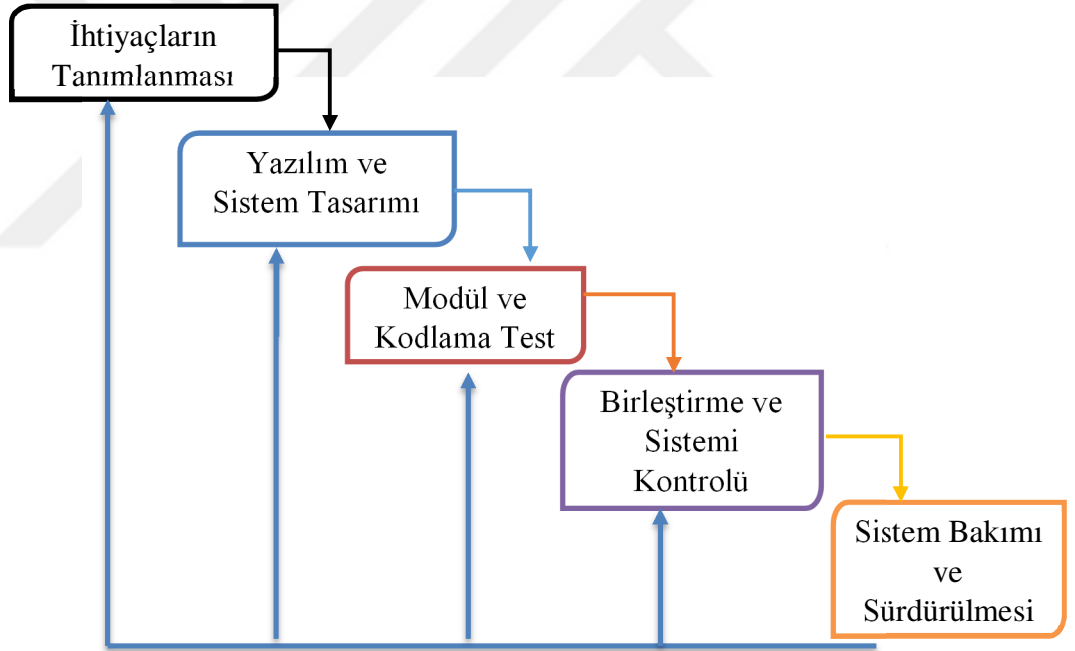 İhtiyaçların
Tanımlanması
Yazılım ve
Sistem Tasarımı
Modül ve
Kodlama Test
Birleştirme ve
Sistemi
Kontrolü
Sistem Bakımı
ve
Sürdürülmesi